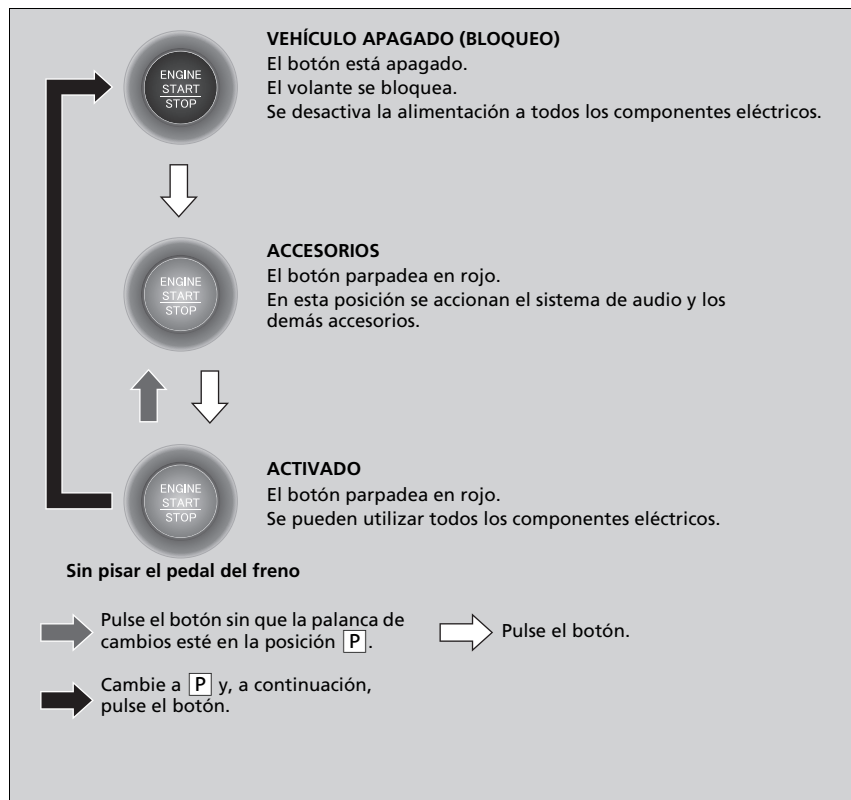 VEHÍCULO APAGADO (BLOQUEO)
ENGINE
START
STOP
El botón está apagado.
El volante se bloquea.
Se desactiva la alimentación a todos los componentes eléctricos.
ACCESORIOS
ENGINE
START
STOP
El botón parpadea en rojo.
En esta posición se accionan el sistema de audio y los
demás accesorios.
ACTIVADO
ENGINE
START
STOP
El botón parpadea en rojo.
Se pueden utilizar todos los componentes eléctricos.
Sin pisar el pedal del freno
Pulse el botón sin que la palanca de
cambios esté en la posición P.
Pulse el botón.
Cambie a P y, a continuación,
pulse el botón.